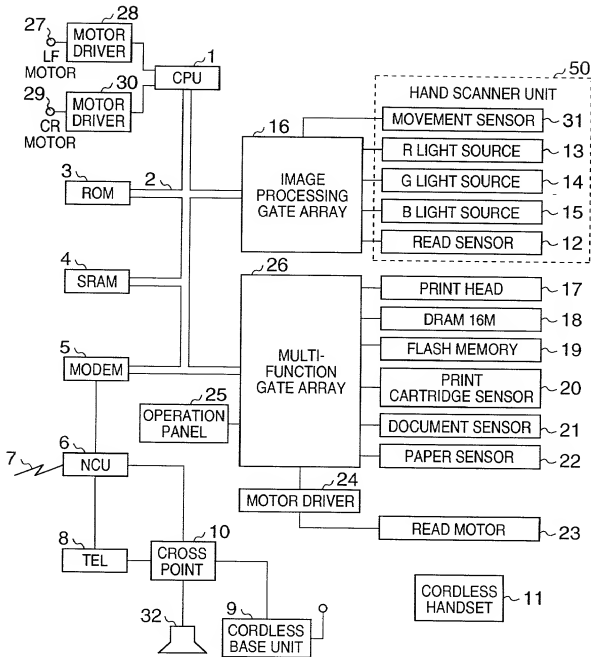 27
28
MOTOR
DRIVER
LF
MOTOR
1
CPU
29
30
MOTOR
DRIVER
CR
MOTOR
50
HAND SCANNER UNIT
MOVEMENT SENSOR 31
R LIGHT SOURCE 13
G LIGHT SOURCE 14
B LIGHT SOURCE 15
READ SENSOR 12
16
IMAGE
PROCESSING
GATE ARRAY
3
ROM
2
4
SRAM
5
MODEM
26
MULTI-
FUNCTION
GATE ARRAY
PRINT HEAD 17
DRAM 16M 18
FLASH MEMORY 19
PRINT
CARTRIDGE SENSOR 20
DOCUMENT SENSOR 21
PAPER SENSOR 22
25
OPERATION
PANEL
24
MOTOR DRIVER
READ MOTOR 23
7
6
NCU
8
TEL
10
CROSS
POINT
32
9
CORDLESS
BASE UNIT
CORDLESS
HANDSET 11